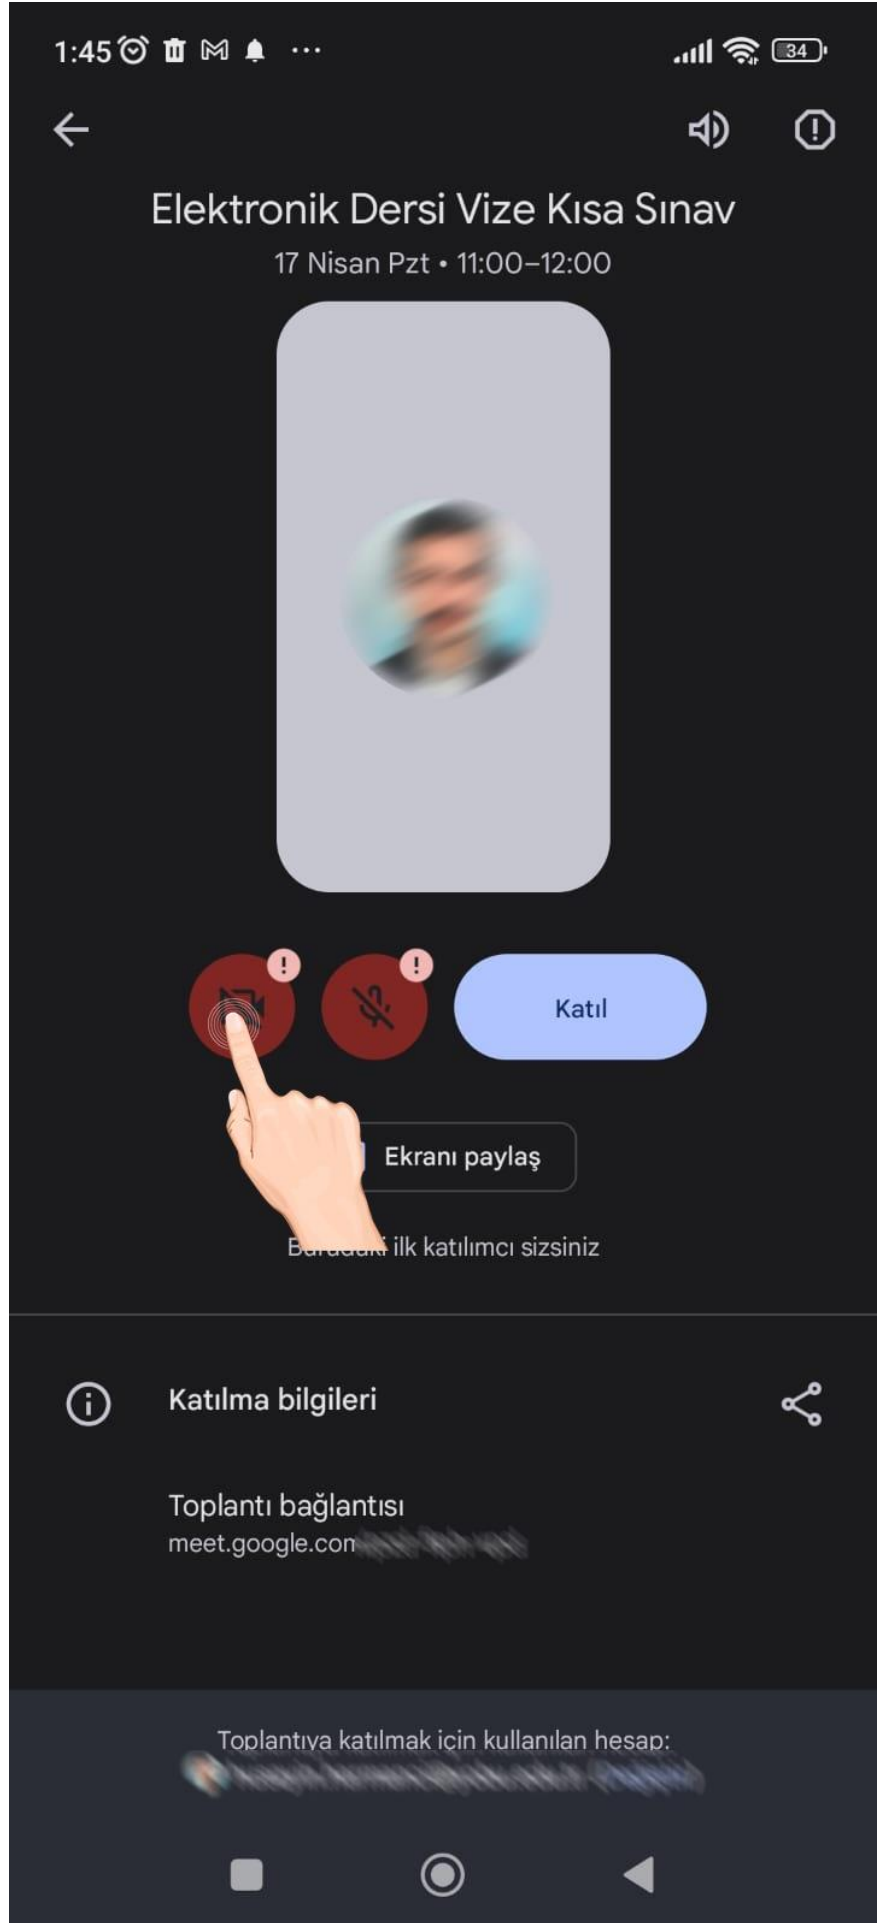 1:45
34
Elektronik Dersi Vize Kısa Sınav
17 Nisan Pzt • 11:00–12:00
Katıl
Ekranı paylaş
ilk katılımcı sizsiniz
Katılma bilgileri
Toplantı bağlantısı
meet.google.com
Toplantıya katılmak için kullanılan hesap: